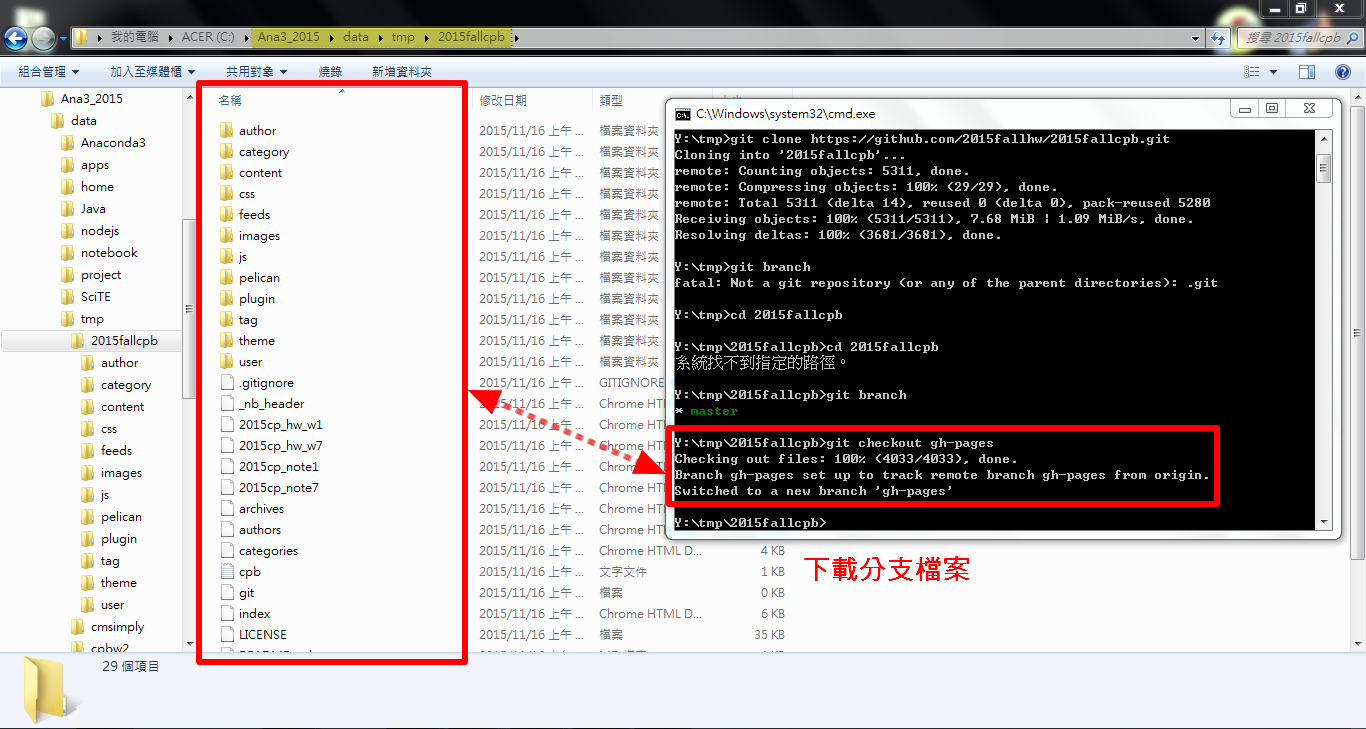 我的電腦 ACER (C:) Ana3_2015 data tmp 2015fallcpb
搜尋 2015fallcpb
組合管理 加入至媒體櫃 共用對象 燒錄 新增資料夾
Ana3_2015
data
Anaconda3
apps
home
Java
nodejs
notebook
project
SciTE
tmp
2015fallcpb
author
category
content
css
feeds
images
js
pelican
plugin
tag
theme
user
cmsimply
cpbw2
名稱 修改日期 類型
author 2015/11/16 上午 ... 檔案資料夾
category 2015/11/16 上午 ... 檔案資料夾
content 2015/11/16 上午 ... 檔案資料夾
css 2015/11/16 上午 ... 檔案資料夾
feeds 2015/11/16 上午 ... 檔案資料夾
images 2015/11/16 上午 ... 檔案資料夾
js 2015/11/16 上午 ... 檔案資料夾
pelican 2015/11/16 上午 ... 檔案資料夾
plugin 2015/11/16 上午 ... 檔案資料夾
tag 2015/11/16 上午 ... 檔案資料夾
theme 2015/11/16 上午 ... 檔案資料夾
user 2015/11/16 上午 ... 檔案資料夾
.gitignore 2015/11/16 上午 ... GITIGNORE
_nb_header 2015/11/16 上午 ... Chrome HTM
2015cp_hw_w1 2015/11/16 上午 ... Chrome HTM
2015cp_hw_w7 2015/11/16 上午 ... Chrome HTM
2015cp_note1 2015/11/16 上午 ... Chrome HTM
2015cp_note7 2015/11/16 上午 ... Chrome HTM
archives 2015/11/16 上午 ... Chrome HTM
authors 2015/11/16 上午 ... Chrome HTM
categories 2015/11/16 上午 ... Chrome HTML D... 4 KB
cpb 2015/11/16 上午 ... 文字文件 1 KB
git 2015/11/16 上午 ... 檔案 0 KB
index 2015/11/16 上午 ... Chrome HTML D... 6 KB
LICENSE 2015/11/16 上午 ... 檔案 35 KB
C:\Windows\system32\cmd.exe
Y:\tmp>git clone https://github.com/2015fallhw/2015fallcpb.git
Cloning into '2015fallcpb'...
remote: Counting objects: 5311, done.
remote: Compressing objects: 100% (29/29), done.
remote: Total 5311 (delta 14), reused 0 (delta 0), pack-reused 5280
Receiving objects: 100% (5311/5311), 7.68 MiB | 1.09 MiB/s, done.
Resolving deltas: 100% (3681/3681), done.
Y:\tmp>git branch
fatal: Not a git repository (or any of the parent directories): .git
Y:\tmp>cd 2015fallcpb
Y:\tmp\2015fallcpb>cd 2015fallcpb
系統找不到指定的路徑。
Y:\tmp\2015fallcpb>git branch
* master
Y:\tmp\2015fallcpb>git checkout gh-pages
Checking out files: 100% (4033/4033), done.
Branch gh-pages set up to track remote branch gh-pages from origin.
Switched to a new branch 'gh-pages'
Y:\tmp\2015fallcpb>
下載分支檔案
29 個項目